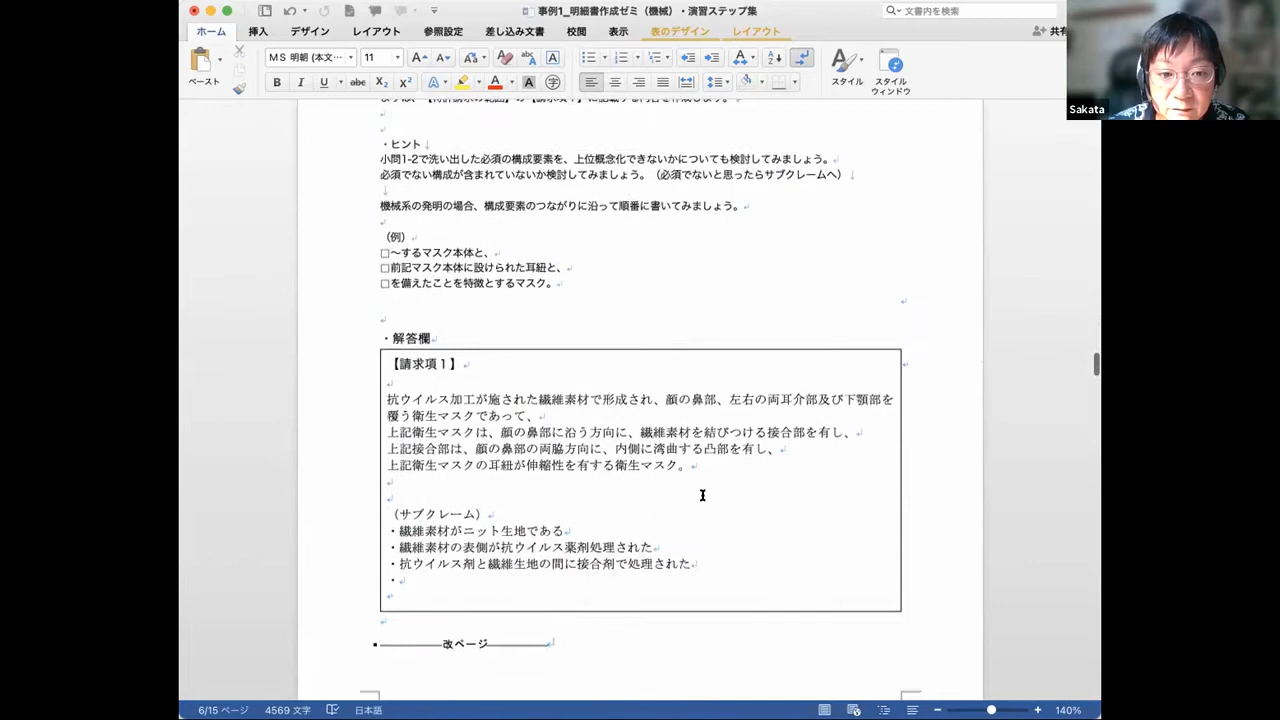 事例1_明細書作成ゼミ（機械）・演習ステップ集
文書内を検索
ホーム 挿入 デザイン レイアウト 参照設定 差し込み文書 校閲 表示 表のデザイン レイアウト
ペースト
MS 明朝 (本文… 11
スタイル
スタイル
ウィンドウ
Sakata
・ヒント
小問1-2で洗い出した必須の構成要素を、上位概念化できないかについても検討してみましょう。
必須でない構成が含まれていないか検討してみましょう。（必須でないと思ったらサブクレームへ）
機械系の発明の場合、構成要素のつながりに沿って順番に書いてみましょう。
（例）
□〜するマスク本体と、
□前記マスク本体に設けられた耳紐と、
□を備えたことを特徴とするマスク。
・解答欄
【請求項１】
抗ウイルス加工が施された繊維素材で形成され、顔の鼻部、左右の両耳介部及び下顎部を
覆う衛生マスクであって、
上記衛生マスクは、顔の鼻部に沿う方向に、繊維素材を結びつける接合部を有し、
上記接合部は、顔の鼻部の両脇方向に、内側に湾曲する凸部を有し、
上記衛生マスクの耳紐が伸縮性を有する衛生マスク。
（サブクレーム）
・繊維素材がニット生地である
・繊維素材の表側が抗ウイルス薬剤処理された
・抗ウイルス剤と繊維生地の間に接合剤で処理された
・
改ページ
6/15 ページ 4569 文字 日本語 140%